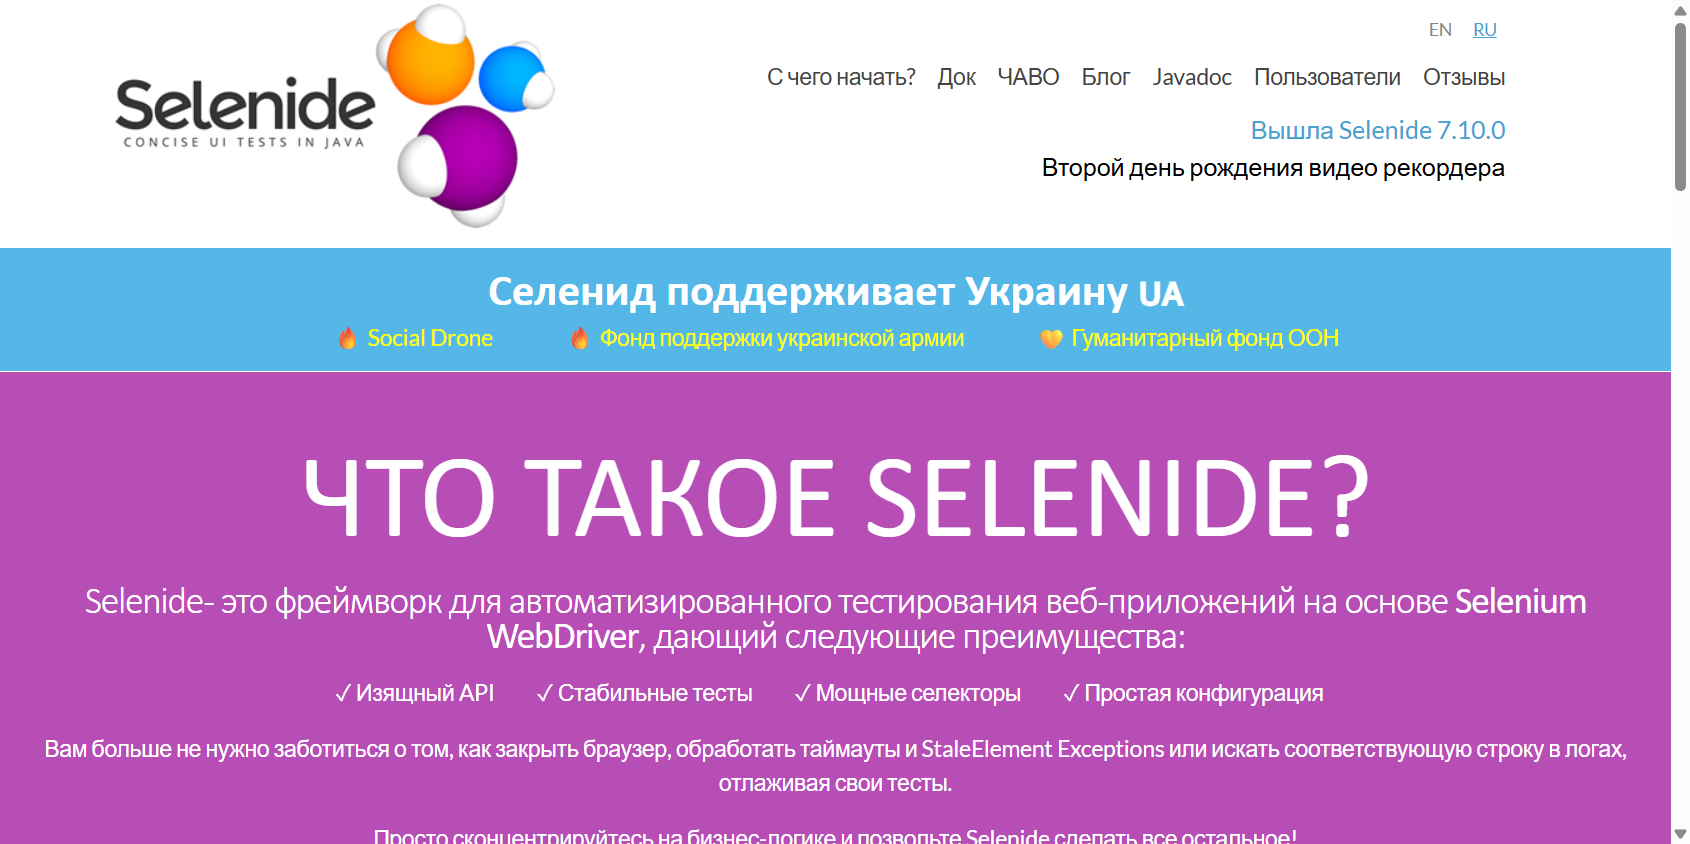 Selenide
CONCISE UI TESTS IN JAVA
EN RU
С чего начать? Док ЧАВО Блог Javadoc Пользователи Отзывы
Вышла Selenide 7.10.0
Второй день рождения видео рекордера
Селенид поддерживает Украину UA
🔥 Social Drone 🔥 Фонд поддержки украинской армии 💛 Гуманитарный фонд ООН
ЧТО ТАКОЕ SELENIDE?
Selenide- это фреймворк для автоматизированного тестирования веб-приложений на основе Selenium
WebDriver, дающий следующие преимущества:
✓ Изящный API ✓ Стабильные тесты ✓ Мощные селекторы ✓ Простая конфигурация
Вам больше не нужно заботиться о том, как закрыть браузер, обработать таймауты и StaleElement Exceptions или искать соответствующую строку в логах,
отлаживая свои тесты.
Просто сконцентрируйтесь на бизнес-логике и позвольте Selenide сделать все остальное!